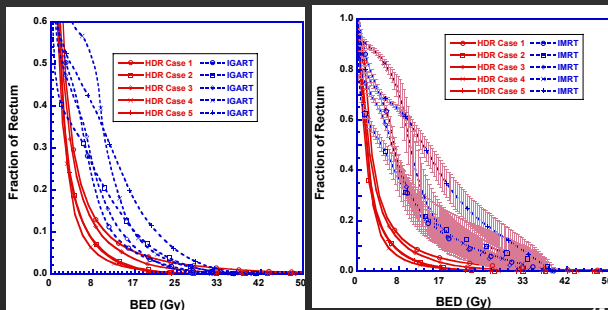 0.6
0.5
0.4
0.3
0.2
0.1
0.0
Fraction of Rectum
HDR Case 1 IGART
HDR Case 2 IGART
HDR Case 3 IGART
HDR Case 4 IGART
HDR Case 5 IGART
0 8 17 25 33 42 50
BED (Gy)
1.0
0.8
0.6
0.4
0.2
0.0
Fraction of Rectum
HDR Case 1 IMRT
HDR Case 2 IMRT
HDR Case 3 IMRT
HDR Case 4 IMRT
HDR Case 5 IMRT
0 8 17 25 33 42 50
BED (Gy)